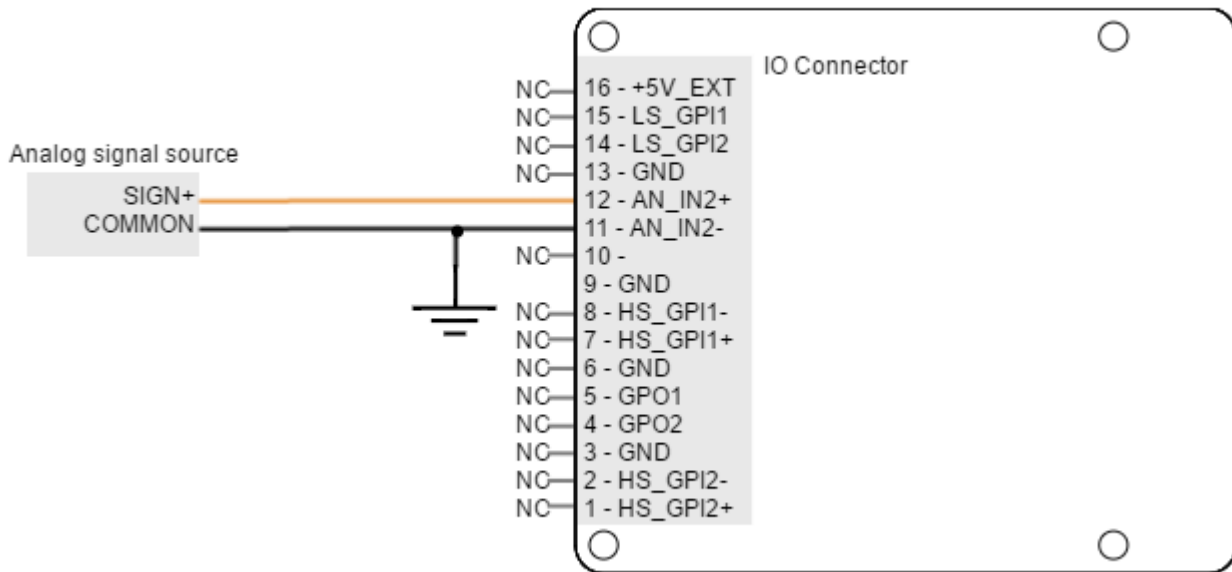 IO Connector
NC 16 - +5V_EXT
NC 15 - LS_GPI1
NC 14 - LS_GPI2
NC 13 - GND
Analog signal source
SIGN+ 12 - AN_IN2+
COMMON 11 - AN_IN2-
NC 10 -
9 - GND
NC 8 - HS_GPI1-
NC 7 - HS_GPI1+
NC 6 - GND
NC 5 - GPO1
NC 4 - GPO2
NC 3 - GND
NC 2 - HS_GPI2-
NC 1 - HS_GPI2+